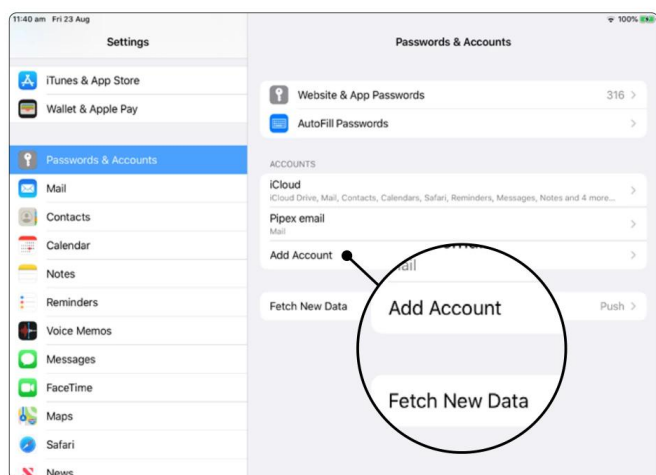 11:40 am Fri 23 Aug
100%
Settings
iTunes & App Store
Wallet & Apple Pay
Passwords & Accounts
Mail
Contacts
Calendar
Notes
Reminders
Voice Memos
Messages
FaceTime
Maps
Safari
News
Passwords & Accounts
Website & App Passwords 316
AutoFill Passwords
ACCOUNTS
iCloud
iCloud Drive, Mail, Contacts, Calendars, Safari, Reminders, Messages, Notes and 4 more...
Pipex email
Mail
Add Account
Fetch New Data Push
Add Account
Fetch New Data